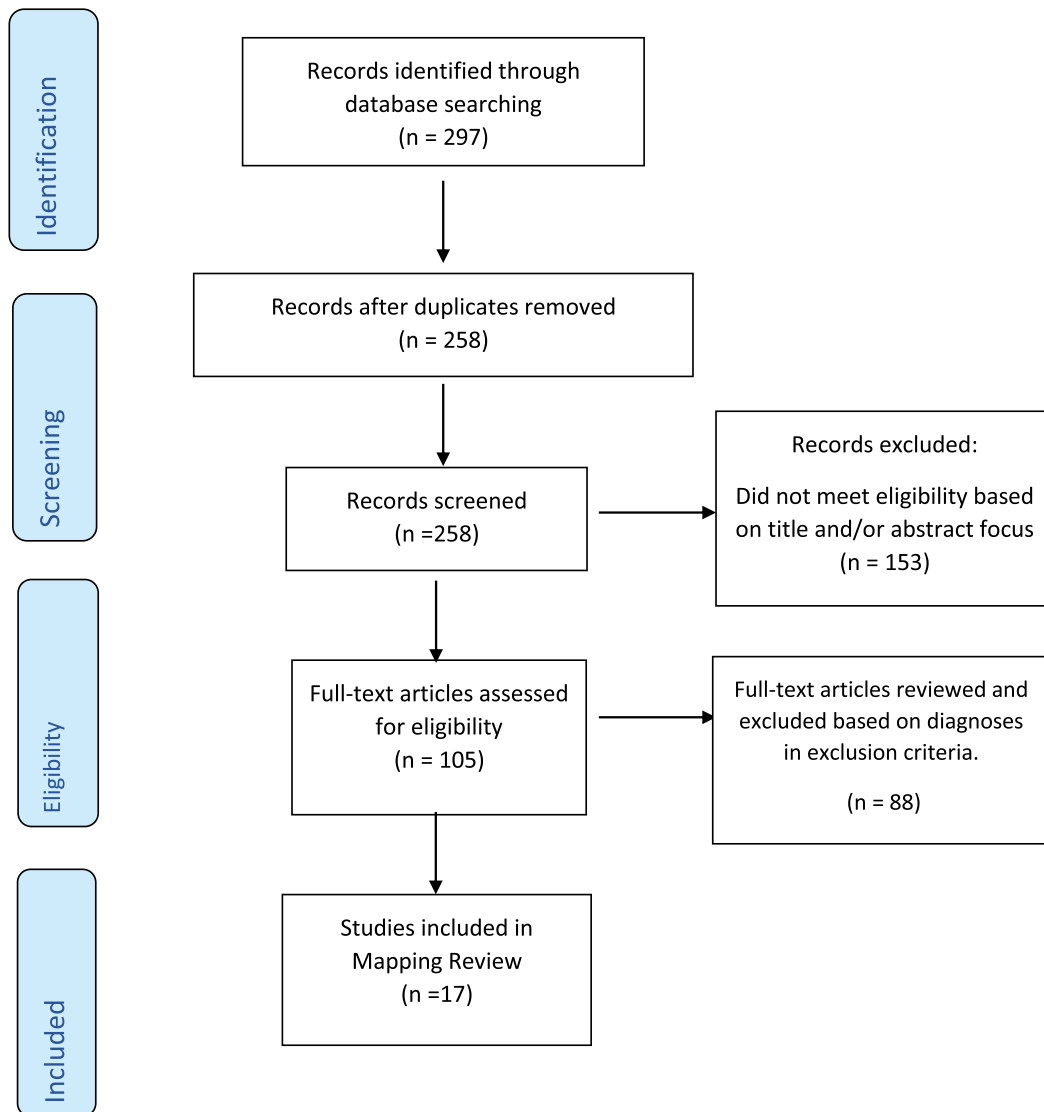 Identification
Records identified through
database searching
(n = 297)
Records after duplicates removed
(n = 258)
Screening
Records screened
(n =258)
Records excluded:
Did not meet eligibility based
on title and/or abstract focus
(n = 153)
Eligibility
Full-text articles assessed
for eligibility
(n = 105)
Full-text articles reviewed and
excluded based on diagnoses
in exclusion criteria.
(n = 88)
Included
Studies included in
Mapping Review
(n =17)